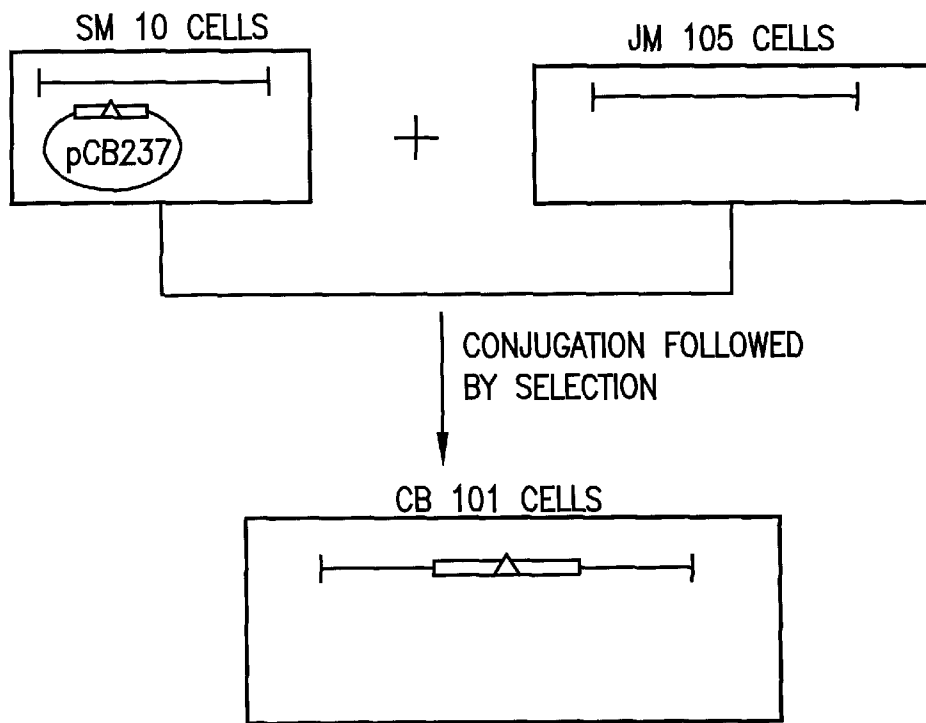 SM 10 CELLS
JM 105 CELLS
pCB237
CONJUGATION FOLLOWED
BY SELECTION
CB 101 CELLS